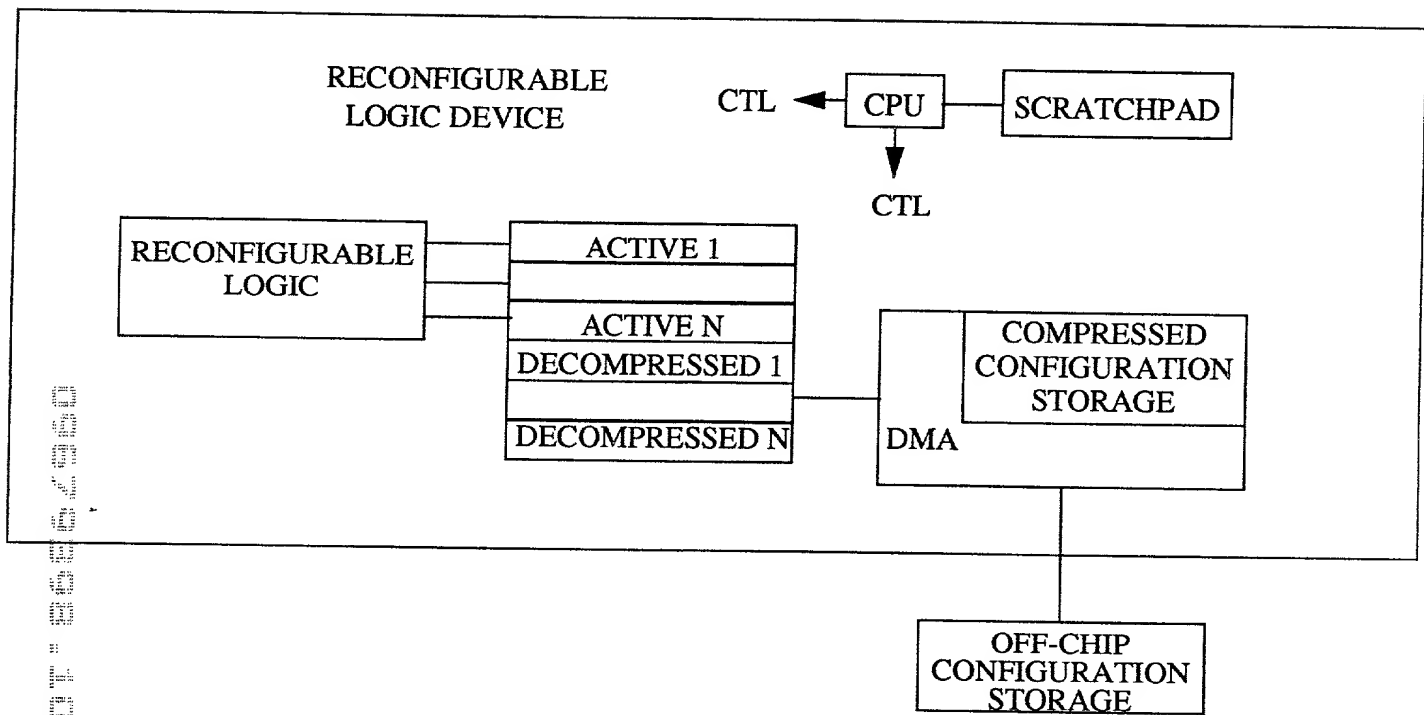 RECONFIGURABLE
LOGIC DEVICE
CTL
CPU
SCRATCHPAD
CTL
RECONFIGURABLE
LOGIC
ACTIVE 1
ACTIVE N
DECOMPRESSED 1
DECOMPRESSED N
COMPRESSED
CONFIGURATION
STORAGE
DMA
OFF-CHIP
CONFIGURATION
STORAGE